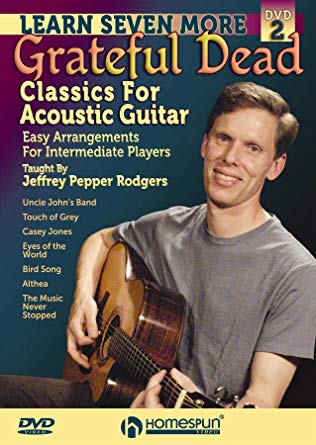 LEARN SEVEN MORE
DVD
2
Grateful Dead
Classics For
Acoustic Guitar
Easy Arrangements
For Intermediate Players
Taught By
Jeffrey Pepper Rodgers
Uncle John's Band
Touch of Grey
Casey Jones
Eyes of the
World
Bird Song
Althea
The Music
Never
Stopped
DVD
VIDEO
HOMESPUN
VIDEO